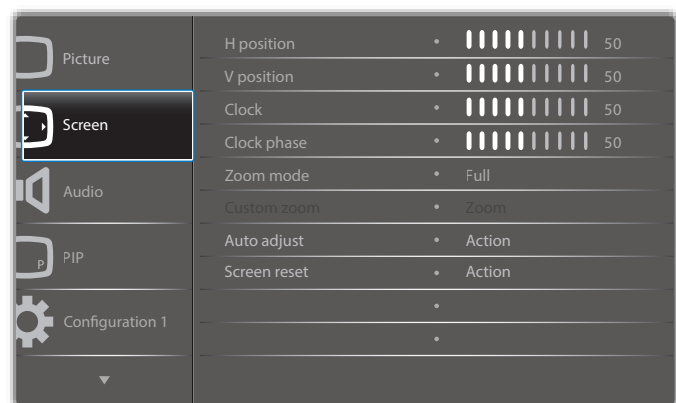 Picture
Screen
Audio
P
PIP
Configuration 1
H position 50
V position 50
Clock 50
Clock phase 50
Zoom mode Full
Custom zoom Zoom
Auto adjust Action
Screen reset Action